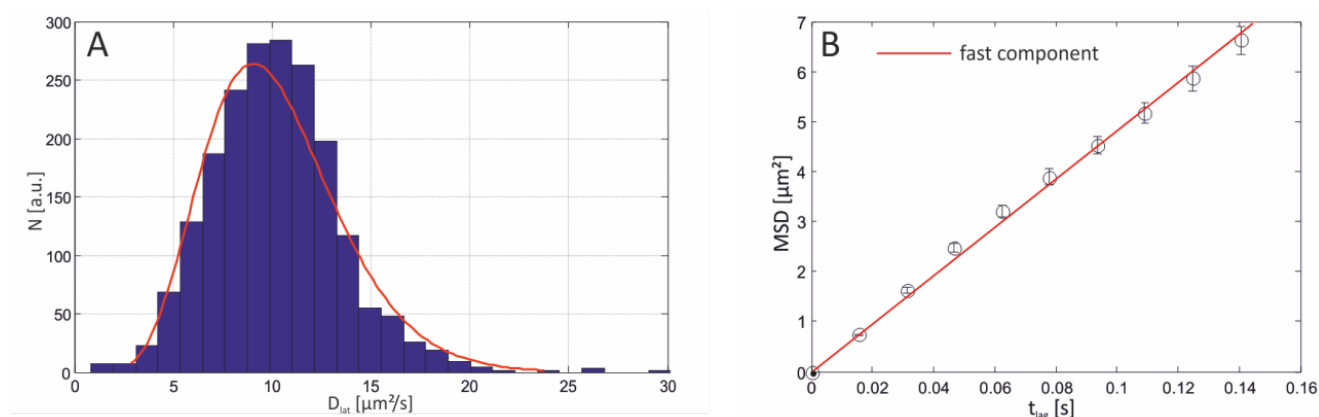 A
300
250
200
150
100
50
0
N [a.u.]
0 5 10 15 20 25 30
D_lat [µm²/s]
B
fast component
7
6
5
4
3
2
1
0
MSD [µm²]
0 0.02 0.04 0.06 0.08 0.1 0.12 0.14 0.16
t_lag [s]